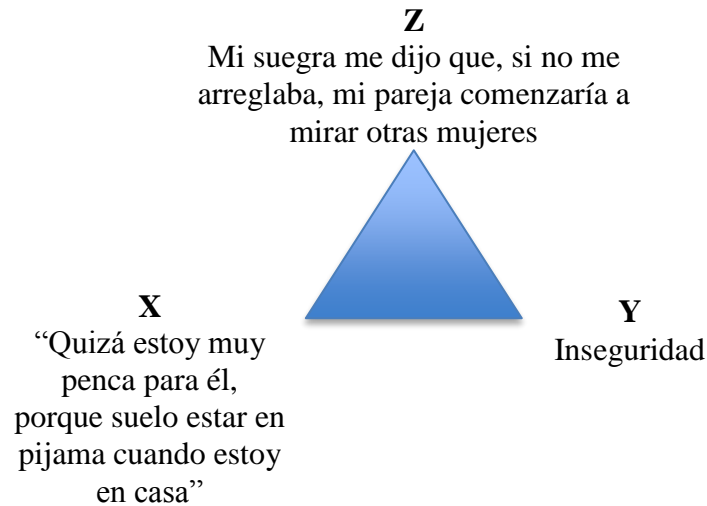 Z
Mi suegra me dijo que, si no me
arreglaba, mi pareja comenzaría a
mirar otras mujeres
X
“Quizá estoy muy
penca para él,
porque suelo estar en
pijama cuando estoy
en casa”
Y
Inseguridad